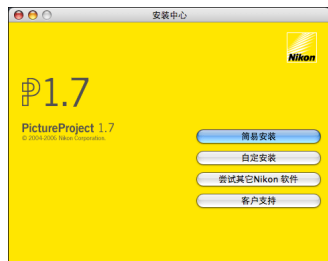 安装中心
Nikon
P1.7
PictureProject 1.7
© 2004-2006 Nikon Corporation.
简易安装
自定安装
尝试其它Nikon 软件
客户支持